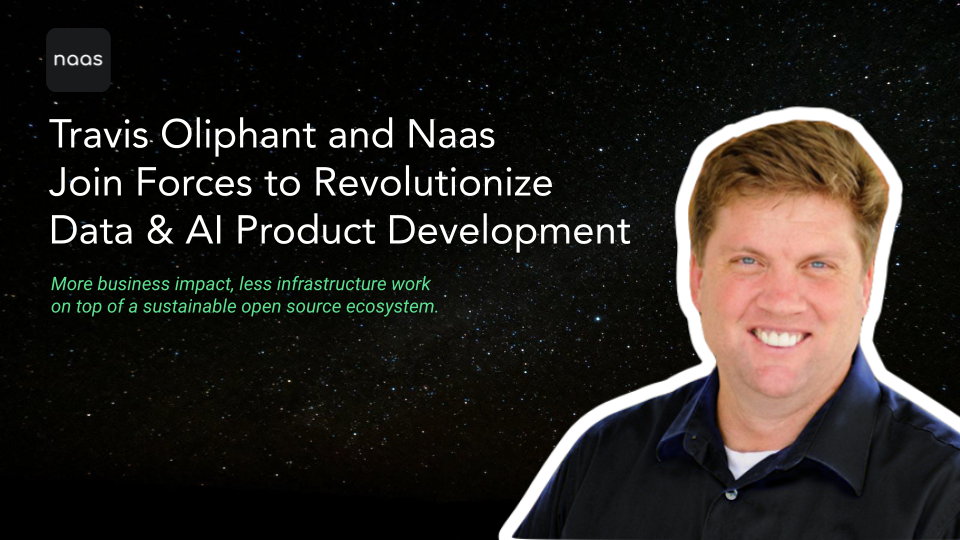 naas
Travis Oliphant and Naas
Join Forces to Revolutionize
Data & AI Product Development
More business impact, less infrastructure work
on top of a sustainable open source ecosystem.